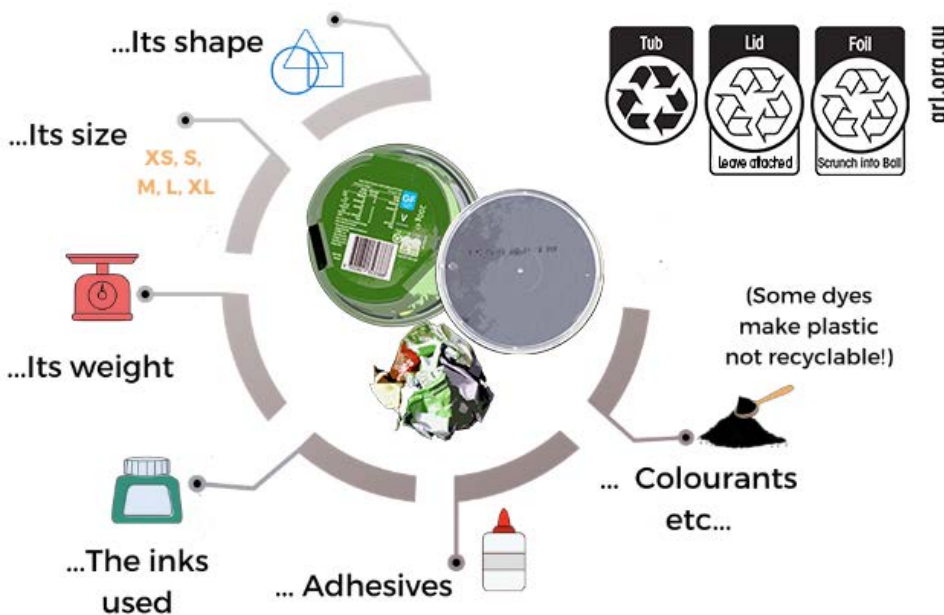 ...Its shape
...Its size
XS, S,
M, L, XL
...Its weight
...The inks
used
... Adhesives
... Colourants
etc...
(Some dyes
make plastic
not recyclable!)
Tub
Lid
Foil
Leave attached
Scrunch into Ball
arl.org.au